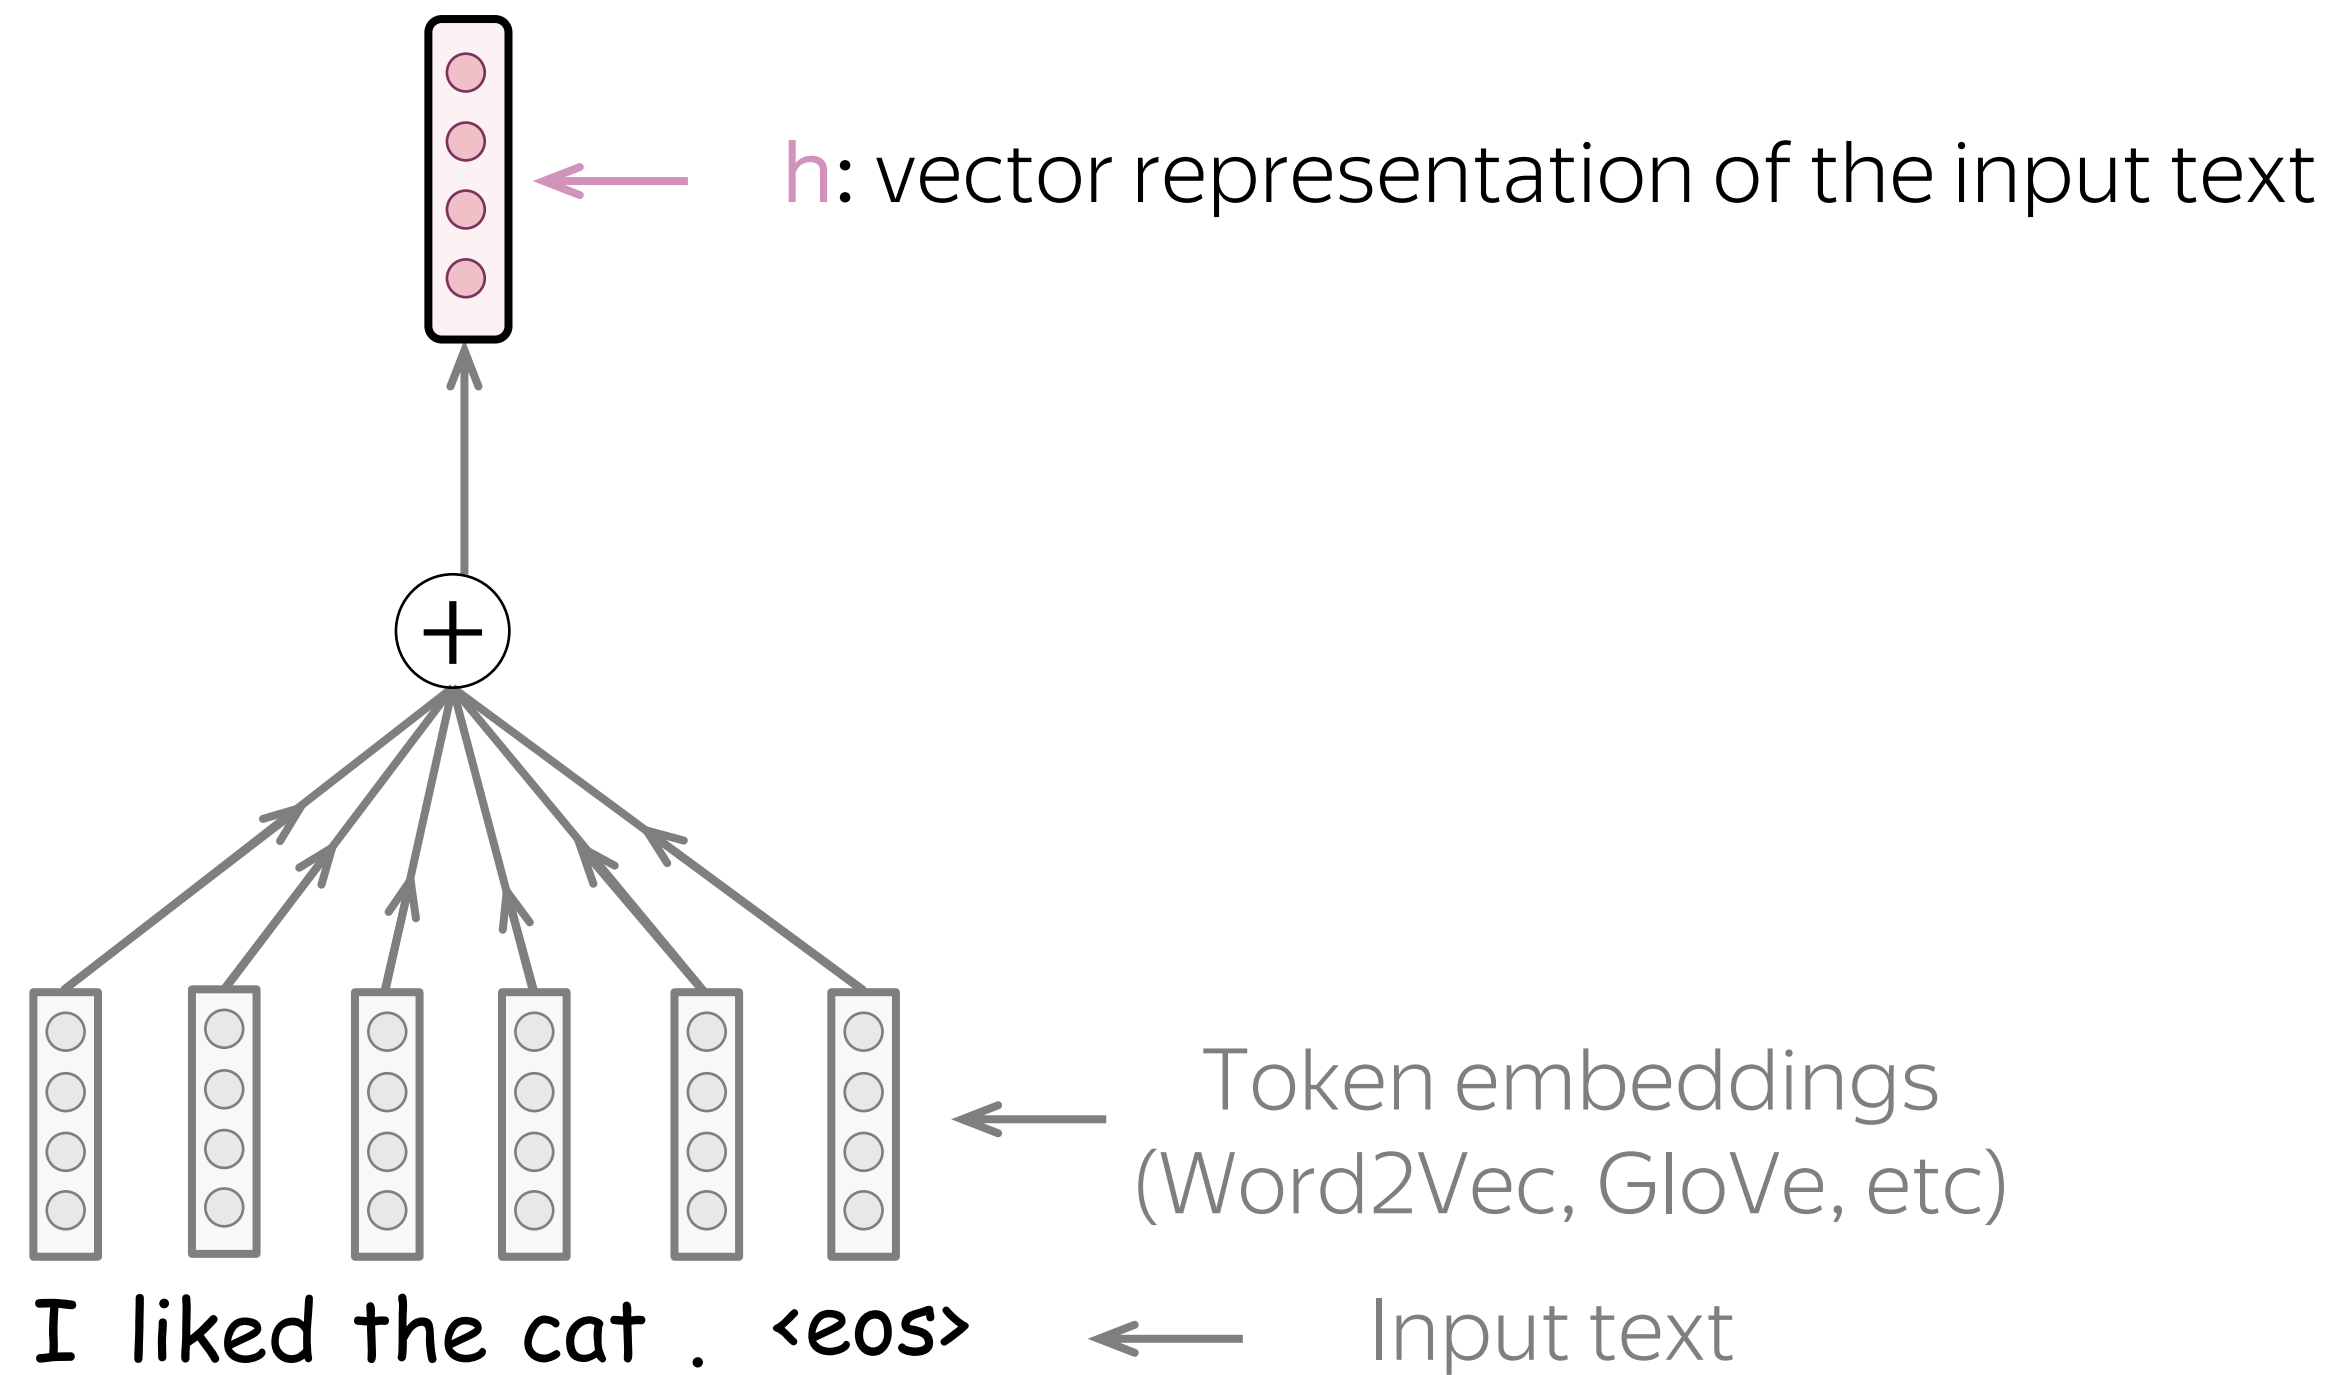 h: vector representation of the input text
+
Token embeddings
(Word2Vec, GloVe, etc)
I liked the cat . <eos>
Input text